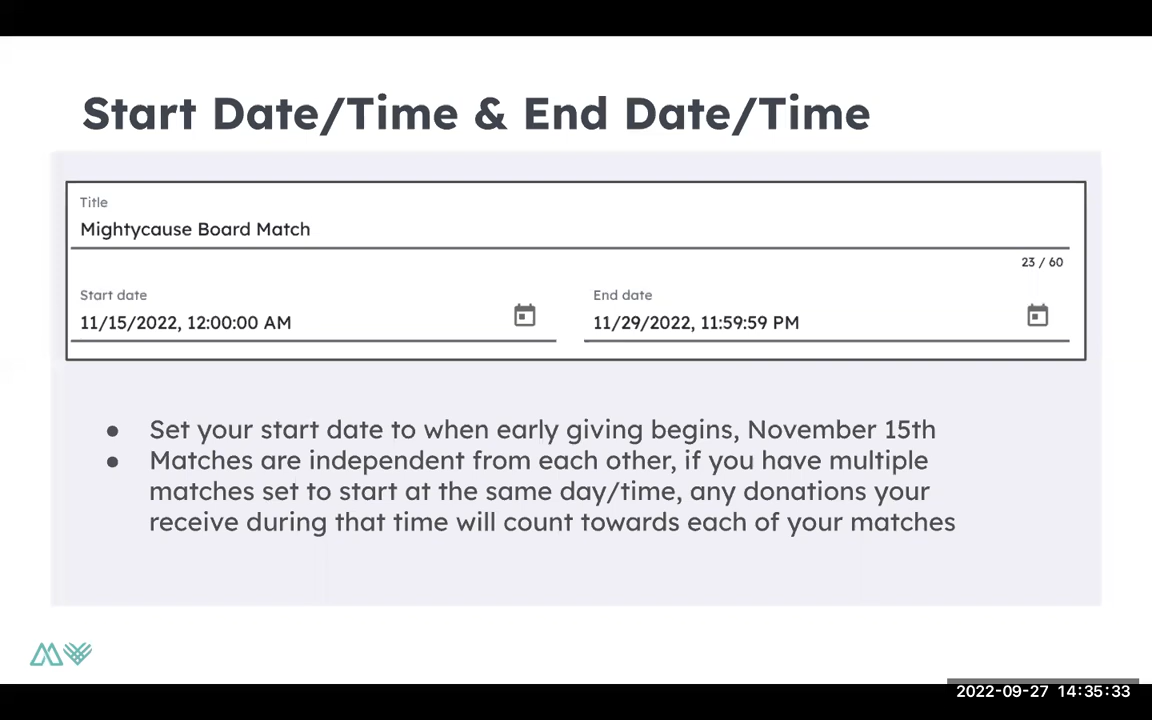 Start Date/Time & End Date/Time
Title
Mightycause Board Match
23 / 60
Start date
End date
11/15/2022, 12:00:00 AM
11/29/2022, 11:59:59 PM
● Set your start date to when early giving begins, November 15th
● Matches are independent from each other, if you have multiple
matches set to start at the same day/time, any donations your
receive during that time will count towards each of your matches
2022-09-27 14:35:33